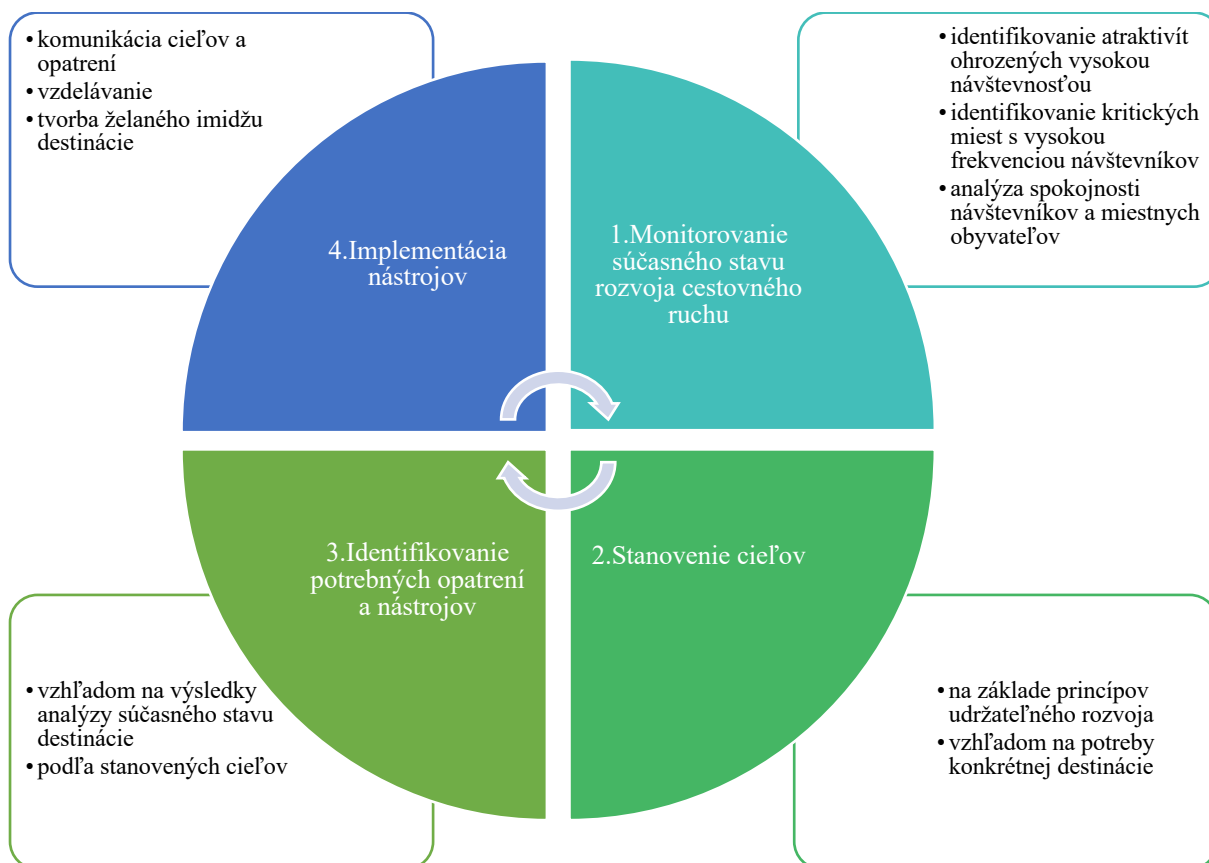 • komunikácia cieľov a
opatrení
• vzdelávanie
• tvorba želaného imidžu
destinácie
• identifikovanie atraktivít
ohrozených vysokou
návštevnosťou
• identifikovanie kritických
miest s vysokou
frekvenciou návštevníkov
• analýza spokojnosti
návštevníkov a miestnych
obyvateľov
4.Implementácia
nástrojov
1.Monitorovanie
súčasného stavu
rozvoja cestovného
ruchu
3.Identifikovanie
potrebných opatrení
a nástrojov
2.Stanovenie cieľov
• vzhľadom na výsledky
analýzy súčasného stavu
destinácie
• podľa stanovených cieľov
• na základe princípov
udržateľného rozvoja
• vzhľadom na potreby
konkrétnej destinácie